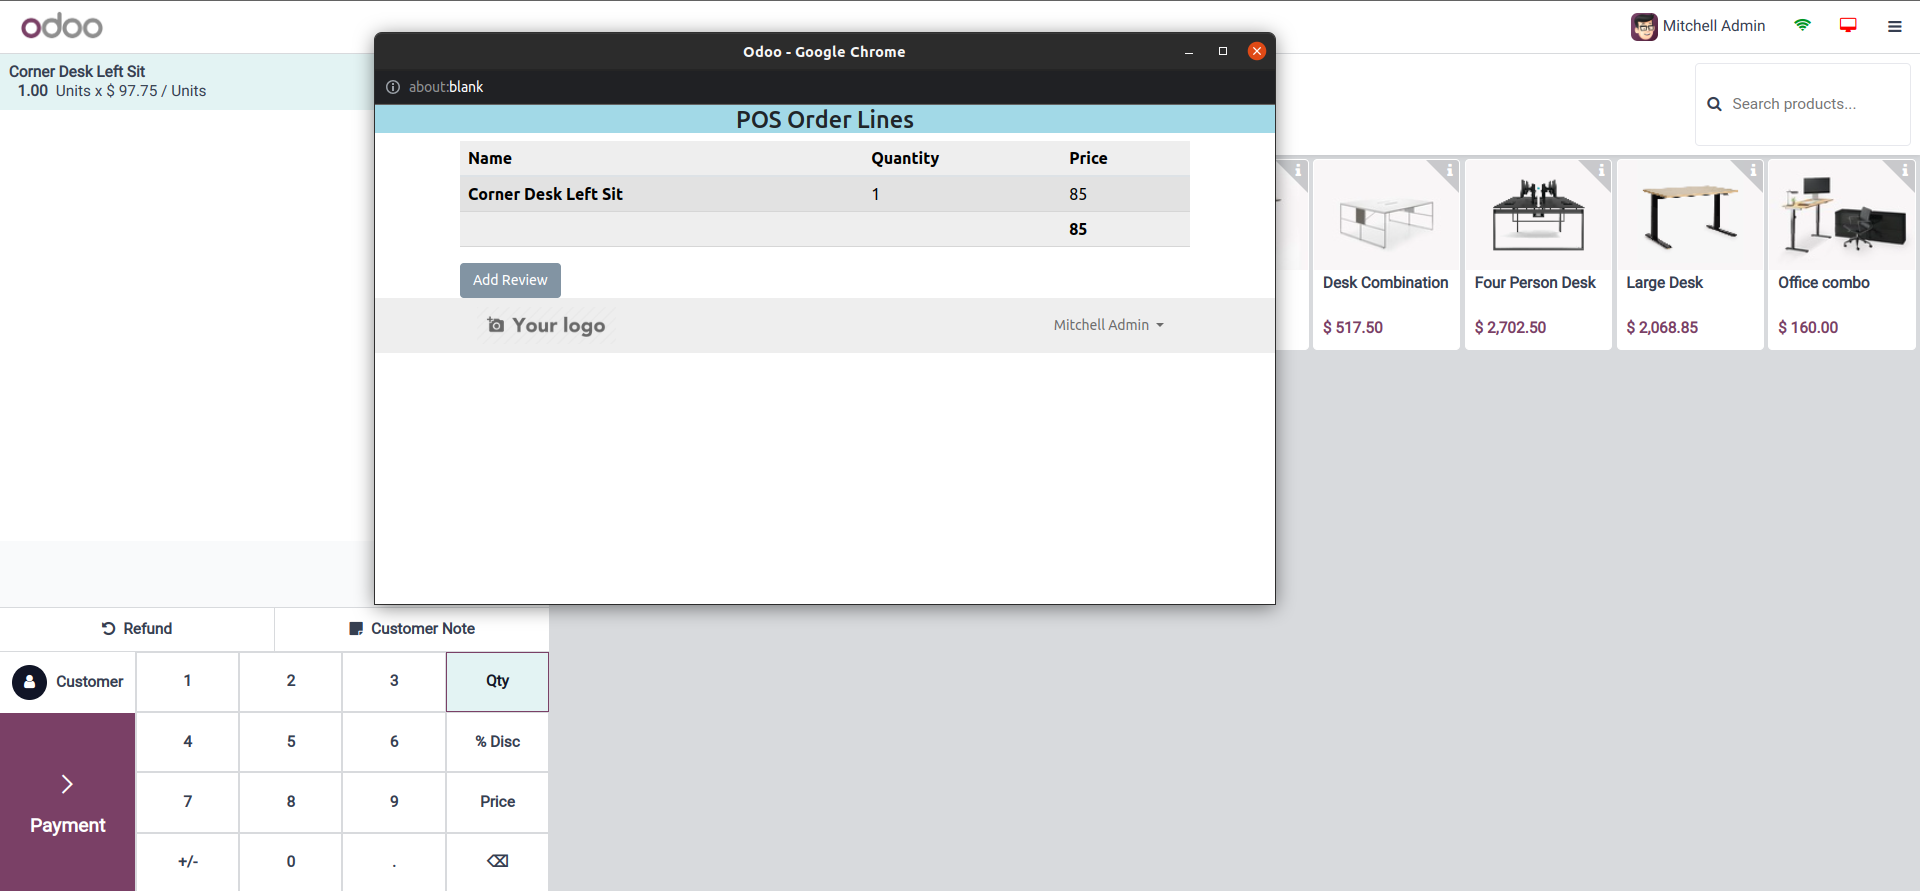 odoo
Mitchell Admin
Corner Desk Left Sit
1.00 Units x $ 97.75 / Units
Odoo - Google Chrome
about:blank
POS Order Lines
Name Quantity Price
Corner Desk Left Sit 1 85
85
Add Review
Your logo
Mitchell Admin
Search products...
Desk Combination
$ 517.50
Four Person Desk
$ 2,702.50
Large Desk
$ 2,068.85
Office combo
$ 160.00
Refund
Customer Note
Customer
1 2 3 Qty
4 5 6 % Disc
7 8 9 Price
+/- 0 .
Payment